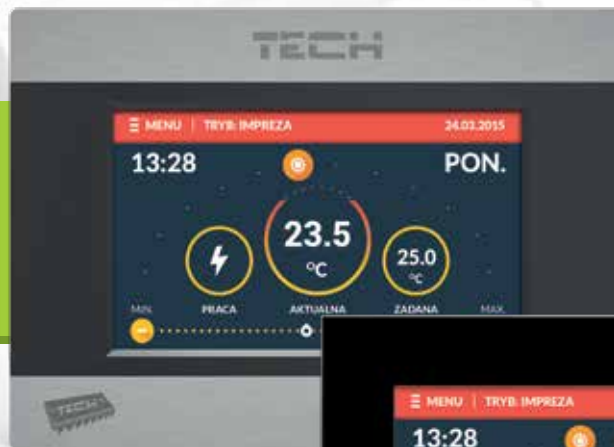 TECH
MENU | TRYB: IMPREZA 24.03.2015
13:28 PON.
23.5
°C
25.0
°C
MIN. PRACA AKTUALNA ZADANA MAX.
TECH
MENU | TRYB: IMPREZA
13:28